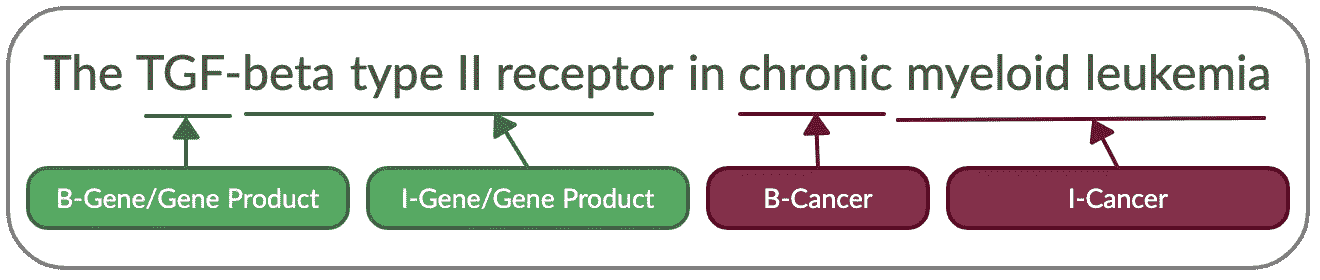 The TGF-beta type II receptor in chronic myeloid leukemia
B-Gene/Gene Product I-Gene/Gene Product B-Cancer I-Cancer